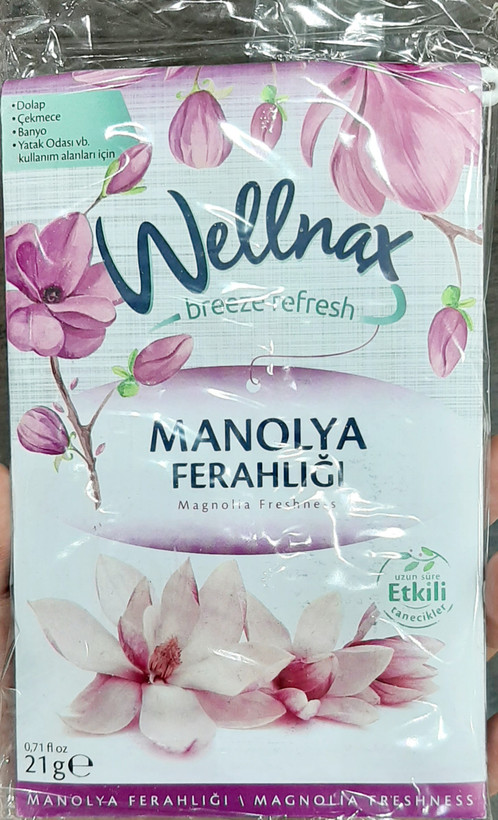 •Dolap
•Çekmece
•Banyo
•Yatak Odası vb.
kullanım alanları için
Wellnax
breeze refresh
MANOLYA
FERAHLIĞI
Magnolia Freshness
uzun süre
Etkili
tanecikler
0,71 fl oz
21g℮
MANOLYA FERAHLIĞI \ MAGNOLIA FRESHNESS